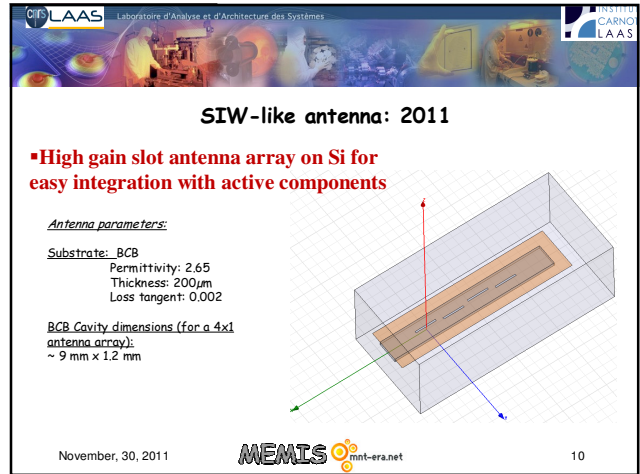 CNRS LAAS Laboratoire d'Analyse et d'Architecture des Systèmes
INSTITUT
CARNOT
LAAS
SIW-like antenna: 2011
▪High gain slot antenna array on Si for
easy integration with active components
Antenna parameters:
Substrate: BCB
Permittivity: 2,65
Thickness: 200µm
Loss tangent: 0,002
BCB Cavity dimensions (for a 4x1
antenna array):
~ 9 mm x 1,2 mm
November, 30, 2011
MEMIS mnt-era.net
10